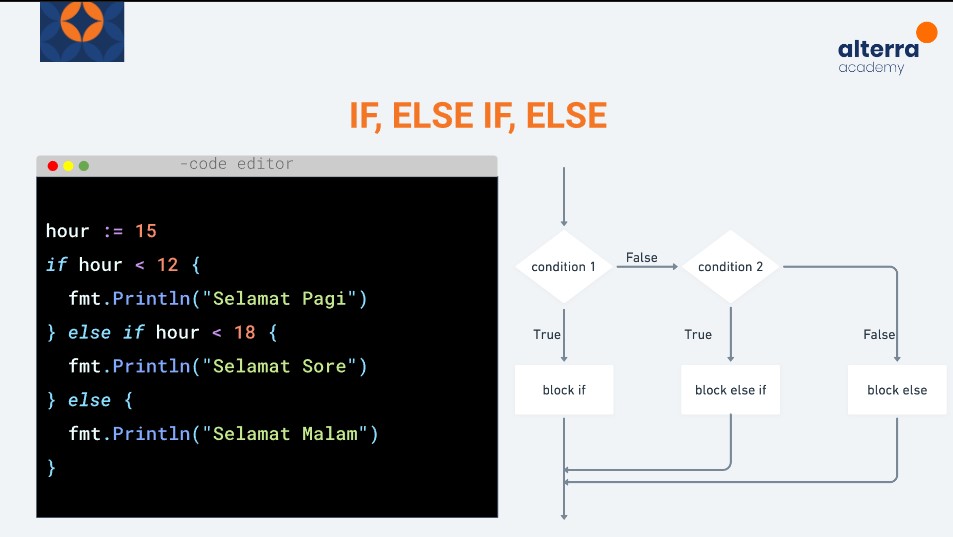 alterra
academy
IF, ELSE IF, ELSE
-code editor
hour := 15
if hour < 12 {
  fmt.Println("Selamat Pagi")
} else if hour < 18 {
  fmt.Println("Selamat Sore")
} else {
  fmt.Println("Selamat Malam")
}
condition 1
False
condition 2
True
True
False
block if
block else if
block else